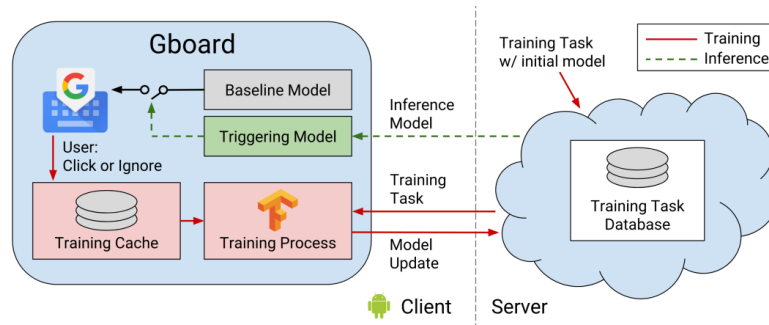 Gboard
Baseline Model
Triggering Model
User:
Click or Ignore
Training Cache
Training Process
Inference
Model
Training
Task
Model
Update
Client
Server
Training Task
w/ initial model
Training
Inference
Training Task
Database